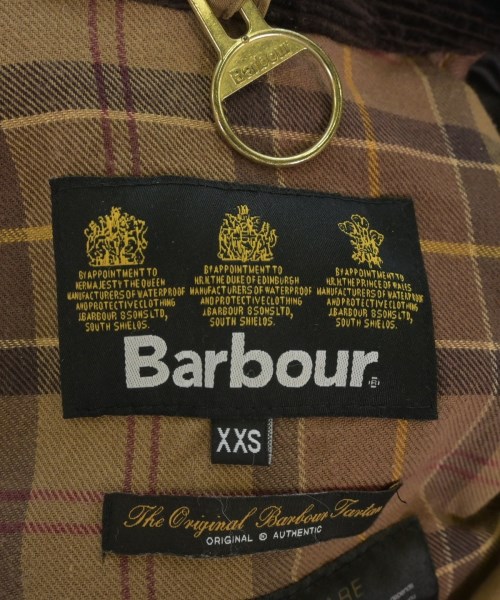 Barbour
BY APPOINTMENT TO
HER MAJESTY THE QUEEN
MANUFACTURERS OF WATERPROOF
AND PROTECTIVE CLOTHING
J.BARBOUR & SONS LTD,
SOUTH SHIELDS.
BY APPOINTMENT TO
H.R.H. THE DUKE OF EDINBURGH
MANUFACTURERS OF WATERPROOF
AND PROTECTIVE CLOTHING
J.BARBOUR & SONS LTD,
SOUTH SHIELDS.
BY APPOINTMENT TO
H.R.H. THE PRINCE OF WALES
MANUFACTURERS OF WATERPROOF
AND PROTECTIVE CLOTHING
J.BARBOUR & SONS LTD,
SOUTH SHIELDS.
Barbour
XXS
The Original Barbour Tartan
ORIGINAL © AUTHENTIC